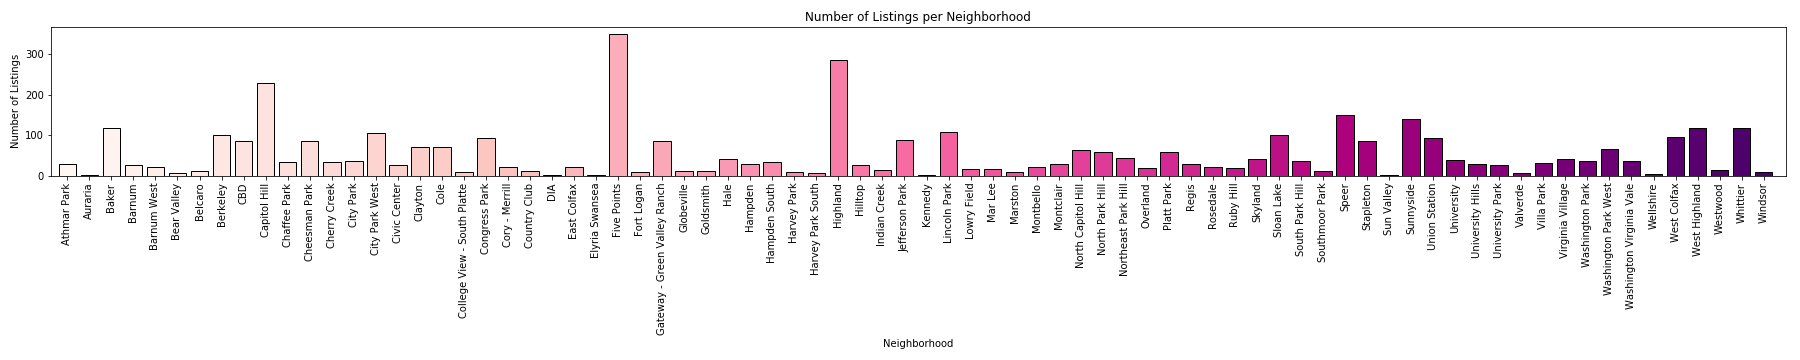 Number of Listings per Neighborhood
Number of Listings
300
200
100
0
Athmar Park
Auraria
Baker
Barnum
Barnum West
Bear Valley
Belcaro
Berkeley
CBD
Capitol Hill
Chaffee Park
Cheesman Park
Cherry Creek
City Park
City Park West
Civic Center
Clayton
Cole
College View - South Platte
Congress Park
Cory - Merrill
Country Club
DIA
East Colfax
Elyria Swansea
Five Points
Fort Logan
Gateway - Green Valley Ranch
Globeville
Goldsmith
Hale
Hampden
Hampden South
Harvey Park
Harvey Park South
Highland
Hilltop
Indian Creek
Jefferson Park
Kennedy
Lincoln Park
Lowry Field
Mar Lee
Marston
Montbello
Montclair
North Capitol Hill
North Park Hill
Northeast Park Hill
Overland
Platt Park
Regis
Rosedale
Ruby Hill
Skyland
Sloan Lake
South Park Hill
Southmoor Park
Speer
Stapleton
Sun Valley
Sunnyside
Union Station
University
University Hills
University Park
Valverde
Villa Park
Virginia Village
Washington Park
Washington Park West
Washington Virginia Vale
Wellshire
West Colfax
West Highland
Westwood
Whittier
Windsor
Neighborhood